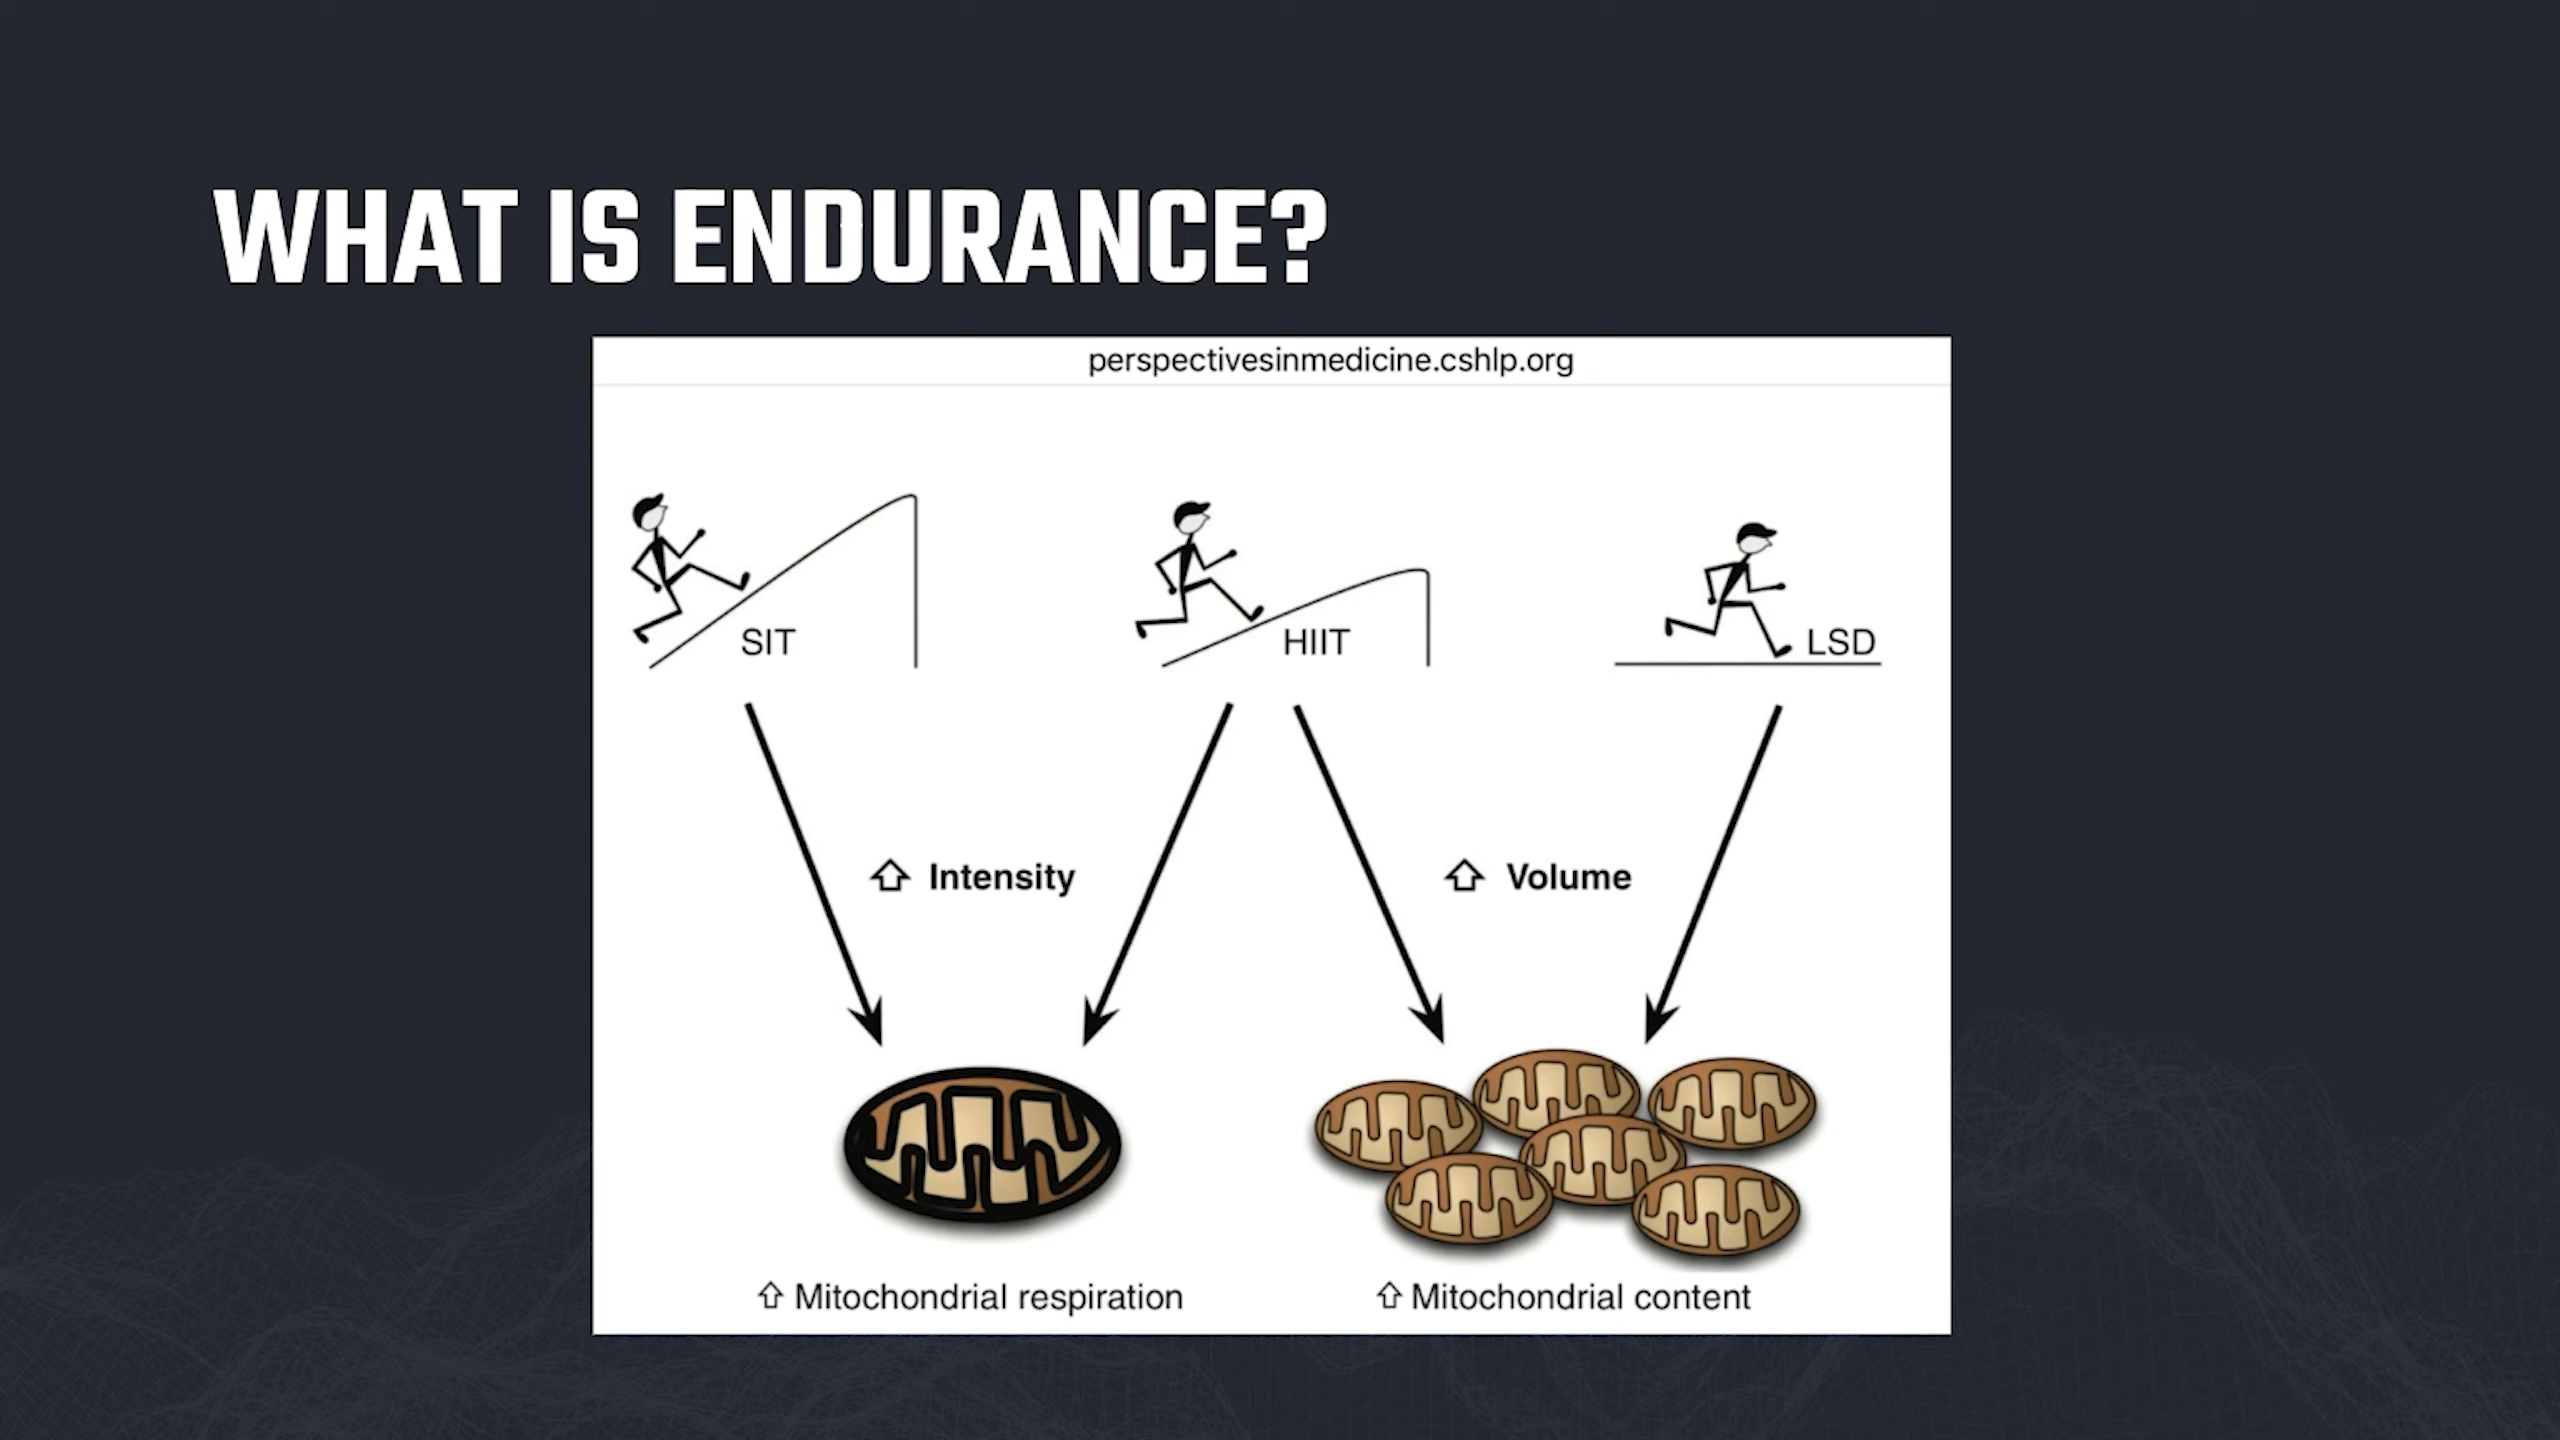 WHAT IS ENDURANCE?
perspectivesinmedicine.cshlp.org
SIT
HIIT
LSD
⇧ Intensity
⇧ Volume
⇧ Mitochondrial respiration
⇧ Mitochondrial content